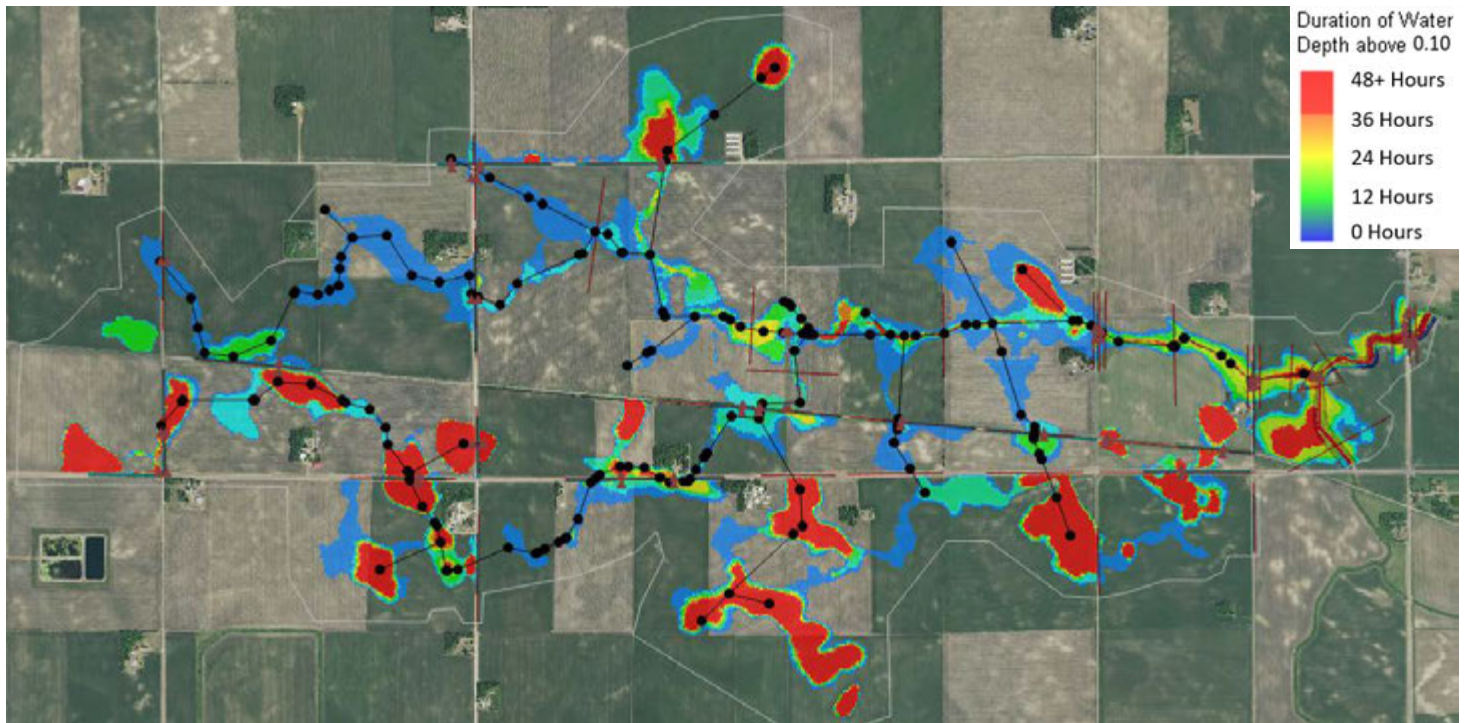 Duration of Water
Depth above 0.10
48+ Hours
36 Hours
24 Hours
12 Hours
0 Hours